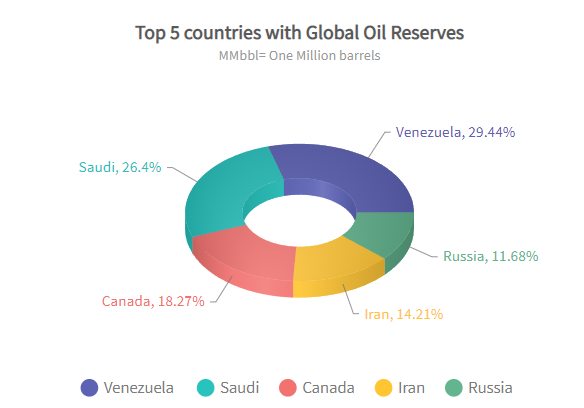 Top 5 countries with Global Oil Reserves
MMbbl= One Million barrels
Venezuela, 29.44%
Saudi, 26.4%
Russia, 11.68%
Canada, 18.27%
Iran, 14.21%
Venezuela Saudi Canada Iran Russia